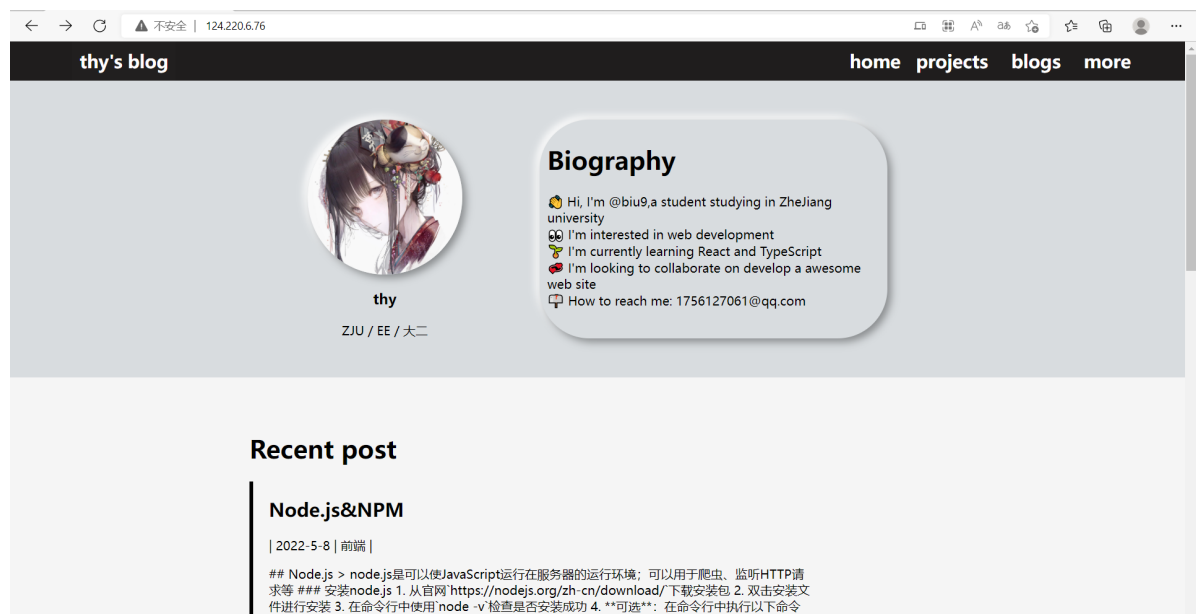 不安全 | 124.220.6.76
thy's blog
home projects blogs more
Biography
👏 Hi, I'm @biu9,a student studying in ZheJiang
university
👀 I'm interested in web development
🌱 I'm currently learning React and TypeScript
💞 I'm looking to collaborate on develop a awesome
web site
📫 How to reach me: 1756127061@qq.com
thy
ZJU / EE / 大二
Recent post
Node.js&NPM
| 2022-5-8 | 前端 |
## Node.js > node.js是可以使JavaScript运行在服务器的运行环境；可以用于爬虫、监听HTTP请
求等 ### 安装node.js 1. 从官网`https://nodejs.org/zh-cn/download/`下载安装包 2. 双击安装文
件进行安装 3. 在命令行中使用`node -v`检查是否安装成功 4. **可选**：在命令行中执行以下命令